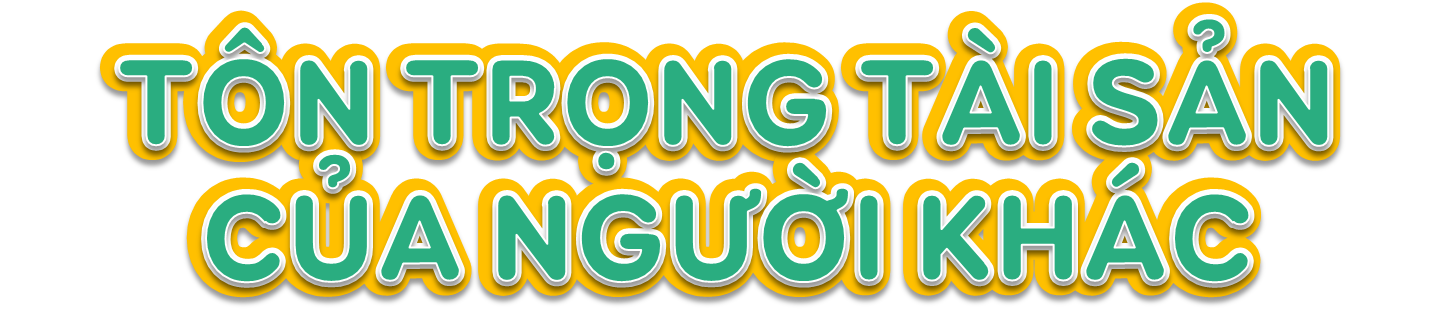 TÔN TRỌNG TÀI SẢN
CỦA NGƯỜI KHÁC